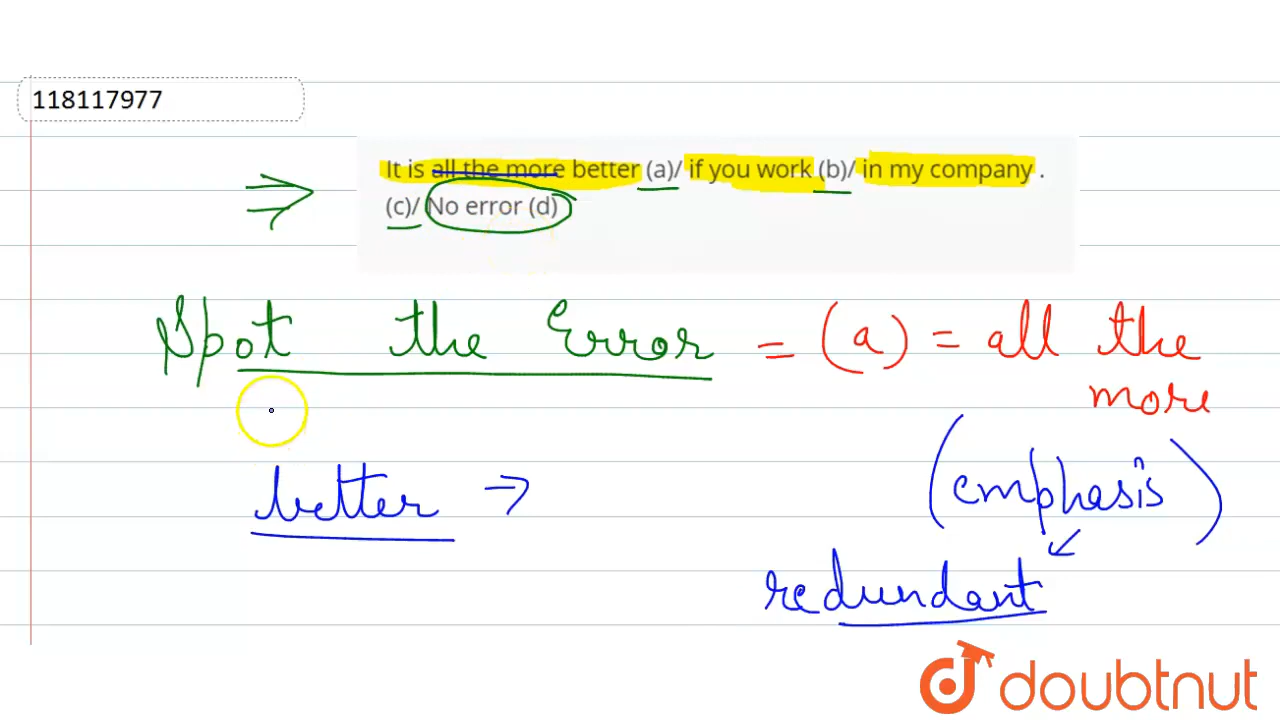 118117977
It is all the more better (a)/ if you work (b)/ in my company .
(c)/ No error (d)
Spot the Error = (a) = all the
more
(emphasis)
better →
redundant
doubtnut